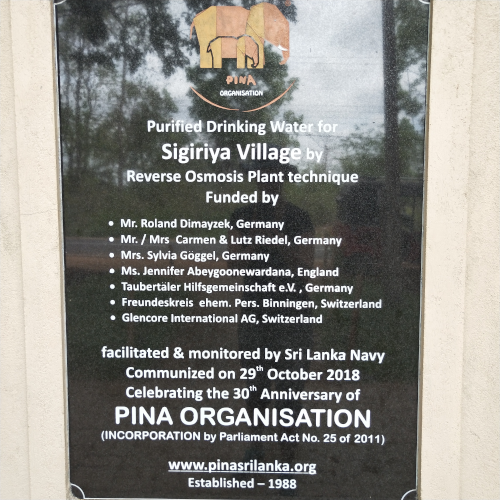 PINA
ORGANISATION
Purified Drinking Water for
Sigiriya Village by
Reverse Osmosis Plant technique
Funded by
• Mr. Roland Dimayzek, Germany
• Mr. / Mrs Carmen & Lutz Riedel, Germany
• Mrs. Sylvia Göggel, Germany
• Ms. Jennifer Abeygoonewardana, England
• Taubertäler Hilfsgemeinschaft e.V. , Germany
• Freundeskreis ehem. Pers. Binningen, Switzerland
• Glencore International AG, Switzerland
facilitated & monitored by Sri Lanka Navy
Communized on 29th October 2018
Celebrating the 30th Anniversary of
PINA ORGANISATION
(INCORPORATION by Parliament Act No. 25 of 2011)
www.pinasrilanka.org
Established – 1988